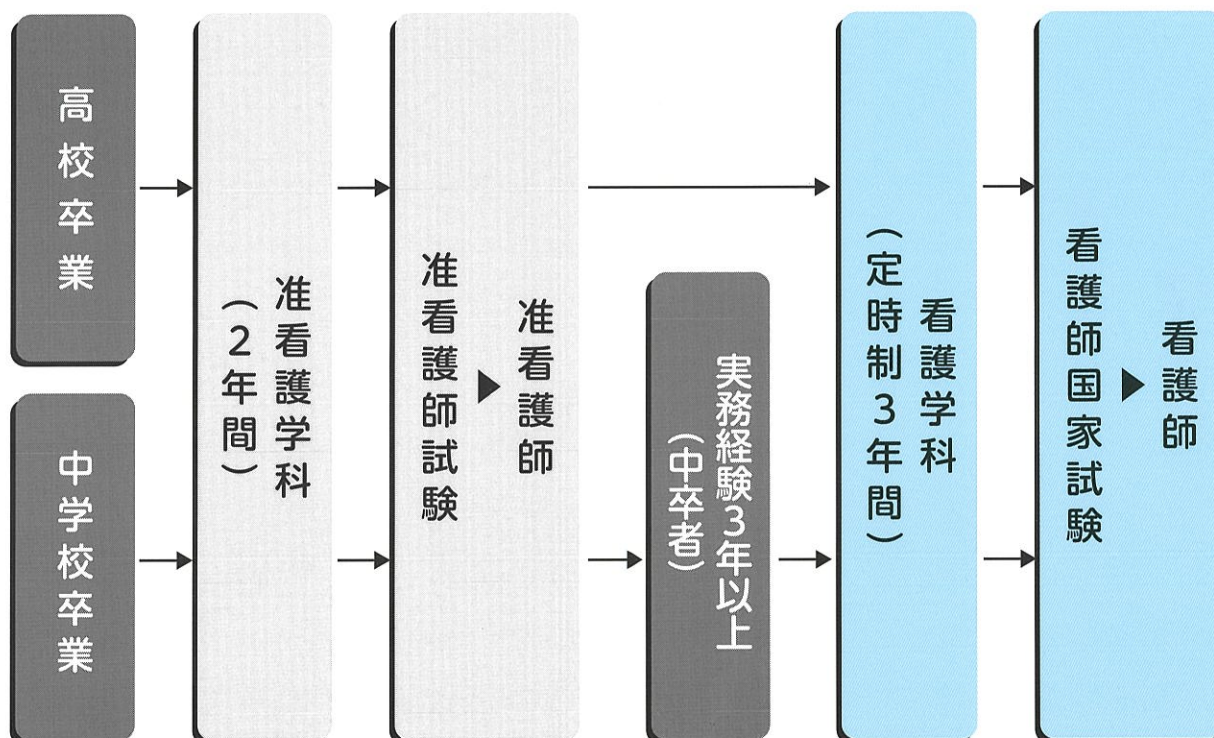 高校卒業
中学校卒業
准看護学科
（２年間）
准看護師試験
▶
准看護師
実務経験３年以上
（中卒者）
看護学科
（定時制３年間）
看護師国家試験
▶
看護師